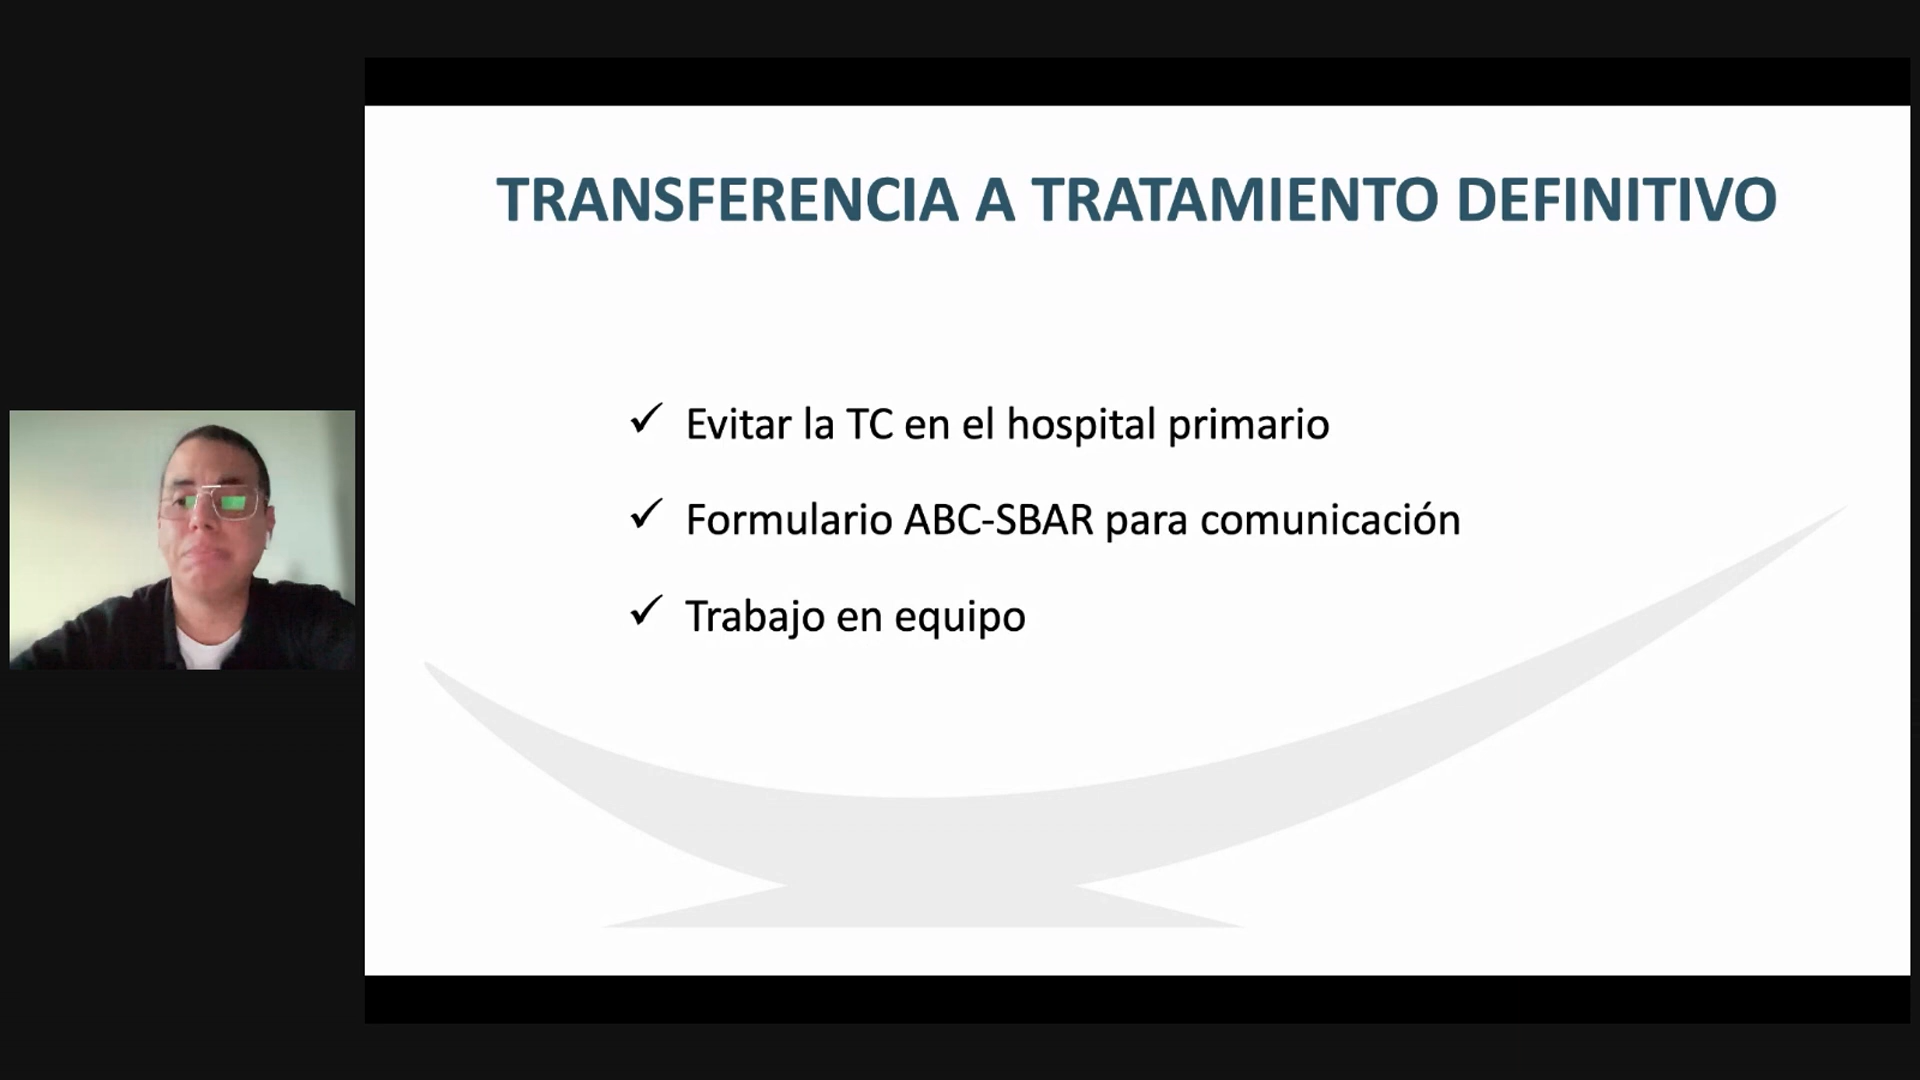 TRANSFERENCIA A TRATAMIENTO DEFINITIVO
✓ Evitar la TC en el hospital primario
✓ Formulario ABC-SBAR para comunicación
✓ Trabajo en equipo